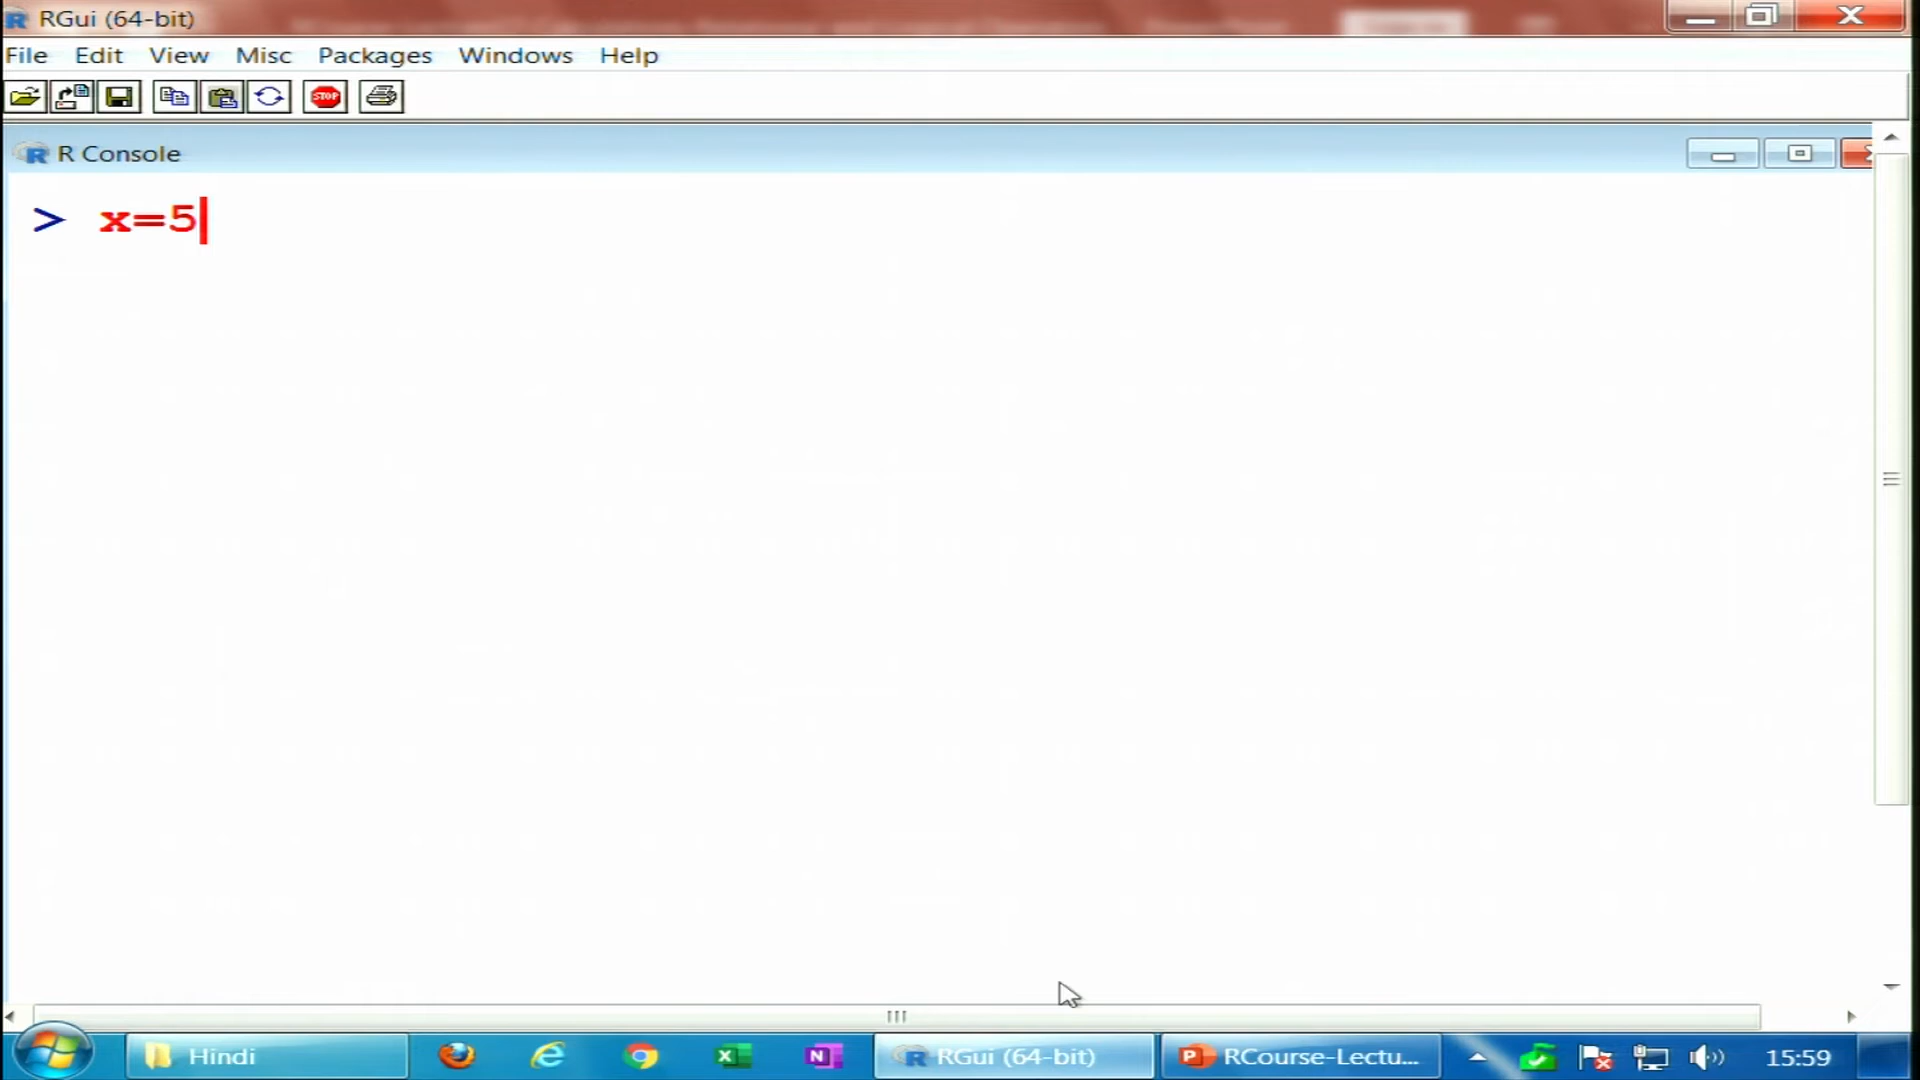 RGui (64-bit)
File Edit View Misc Packages Windows Help
STOP
R Console
> x=5
Hindi
RGui (64-bit)
RCourse-Lectu...
15:59